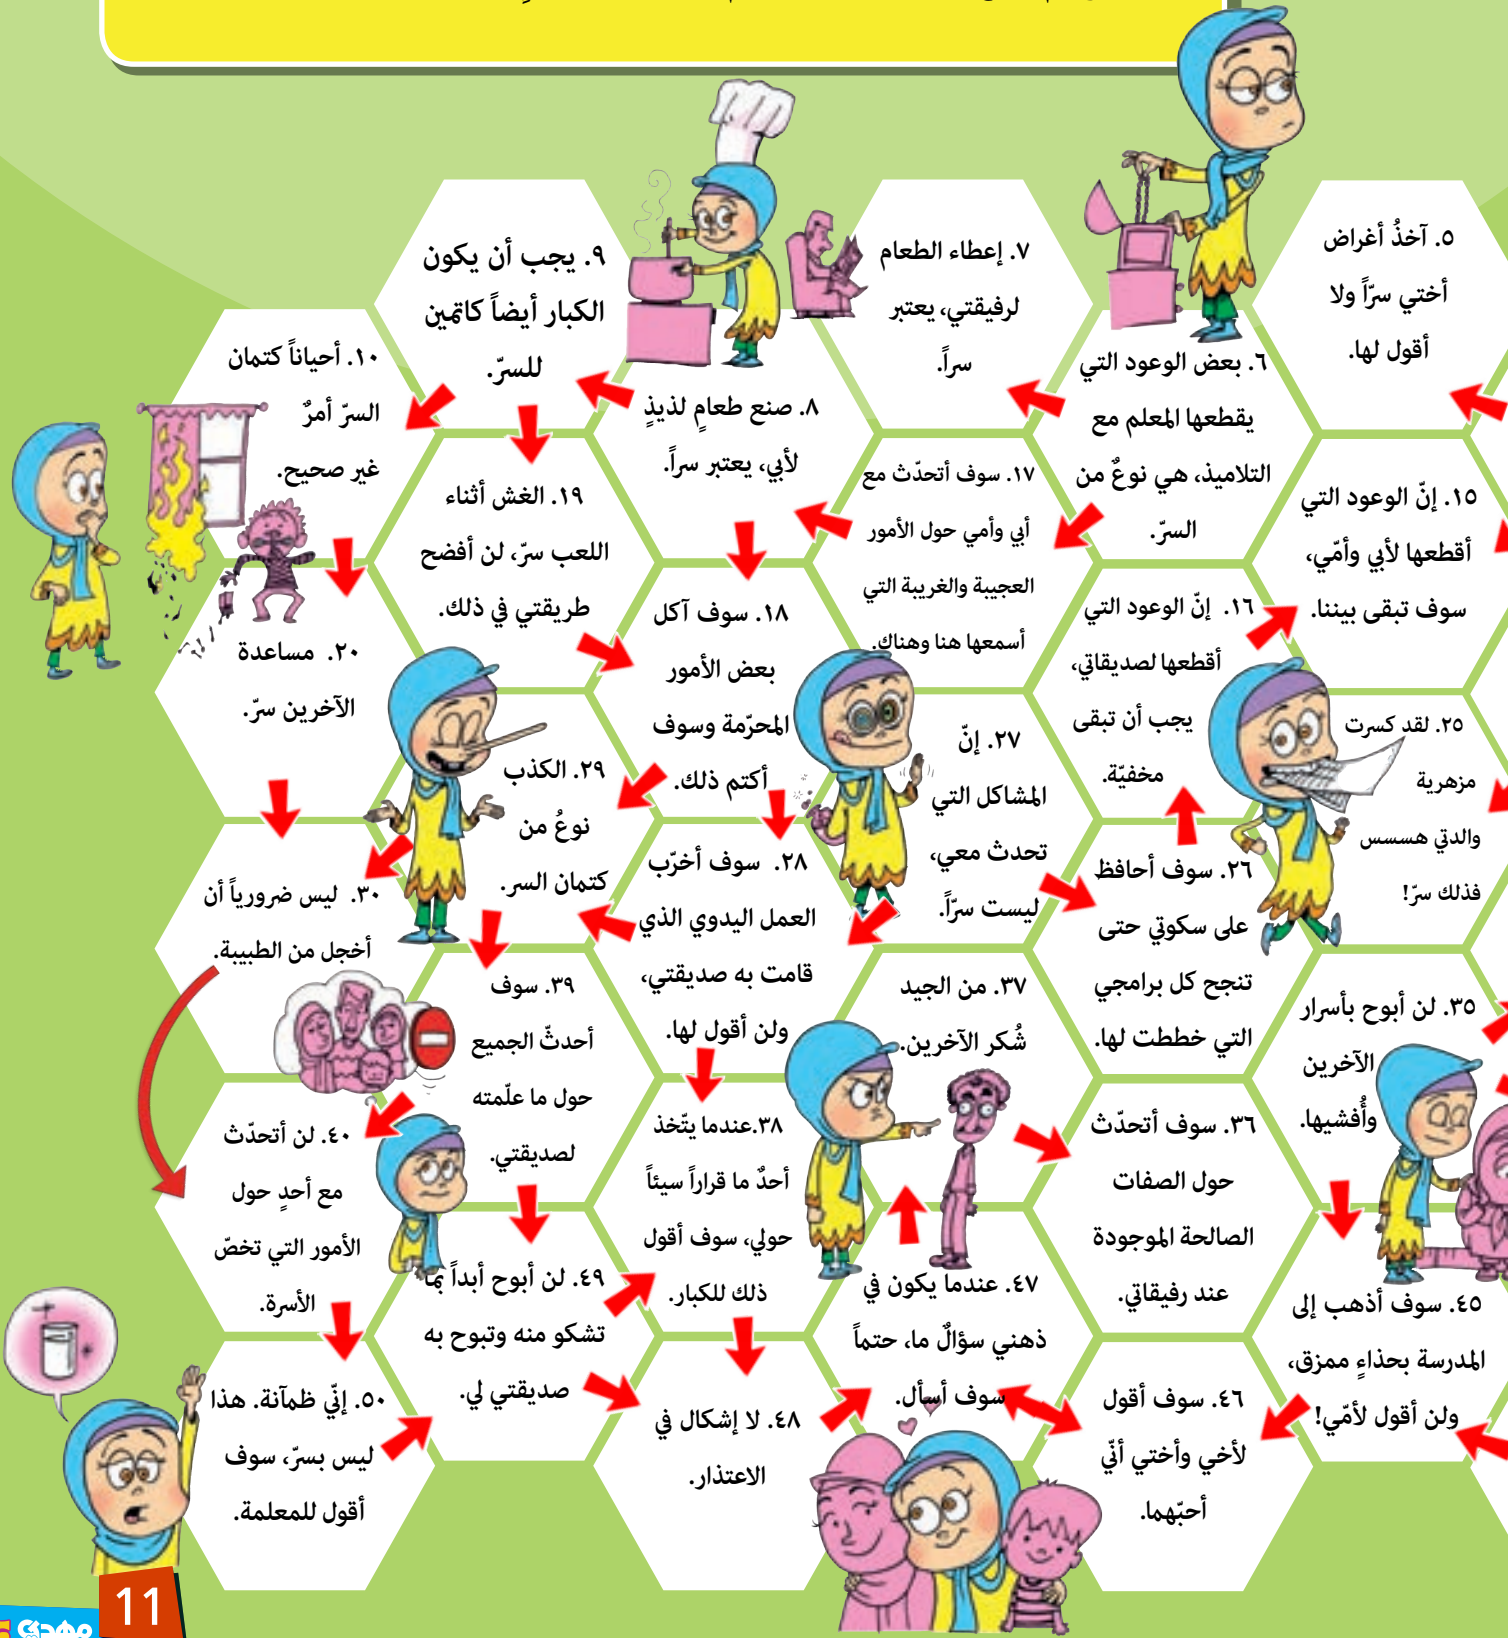 ٥. آخذُ أغراض
أختي سرّاً ولا
أقول لها.
٦. بعض الوعود التي
يقطعها المعلم مع
التلاميذ، هي نوعٌ من
السرّ.
٧. إعطاء الطعام
لرفيقتي، يعتبر
سراً.
٨. صنع طعامٍ لذيذٍ
لأبي، يعتبر سراً.
٩. يجب أن يكون
الكبار أيضاً كاتمين
للسرّ.
١٠. أحياناً كتمان
السرّ أمرٌ
غير صحيح.
١٥. إنّ الوعود التي
أقطعها لأبي وأمّي،
سوف تبقى بيننا.
١٦. إنّ الوعود التي
أقطعها لصديقاتي،
يجب أن تبقى
مخفيّة.
١٧. سوف أتحدّث مع
أبي وأمي حول الأمور
العجيبة والغريبة التي
أسمعها هنا وهناك.
١٨. سوف آكل
بعض الأمور
المحرّمة وسوف
أكتم ذلك.
١٩. الغش أثناء
اللعب سرّ، لن أفضح
طريقتي في ذلك.
٢٠. مساعدة
الآخرين سرّ.
٢٥. لقد كسرت
مزهرية
والدتي هسسس
فذلك سرّ!
٢٦. سوف أحافظ
على سكوتي حتى
تنجح كل برامجي
التي خططت لها.
٢٧. إنّ
المشاكل التي
تحدث معي،
ليست سرّاً.
٢٨. سوف أخرّب
العمل اليدوي الذي
قامت به صديقتي،
ولن أقول لها.
٢٩. الكذب
نوعُ من
كتمان السر.
٣٠. ليس ضرورياً أن
أخجل من الطبيبة.
٣٥. لن أبوح بأسرار
الآخرين
وأُفشيها.
٣٦. سوف أتحدّث
حول الصفات
الصالحة الموجودة
عند رفيقاتي.
٣٧. من الجيد
شُكر الآخرين.
٣٨.عندما يتّخذ
أحدٌ ما قراراً سيئاً
حولي، سوف أقول
ذلك للكبار.
٣٩. سوف
أحدثّ الجميع
حول ما علّمته
لصديقتي.
٤٠. لن أتحدّث
مع أحدٍ حول
الأمور التي تخصّ
الأسرة.
٤٥. سوف أذهب إلى
المدرسة بحذاءٍ ممزق،
ولن أقول لأمّي!
٤٦. سوف أقول
لأخي وأختي أنّي
أحبّهما.
٤٧. عندما يكون في
ذهني سؤالٌ ما، حتماً
سوف أسأل.
٤٨. لا إشكال في
الاعتذار.
٤٩. لن أبوح أبداً بما
تشكو منه وتبوح به
صديقتي لي.
٥٠. إنّي ظمآنة. هذا
ليس بسرّ، سوف
أقول للمعلمة.
11
مهدي